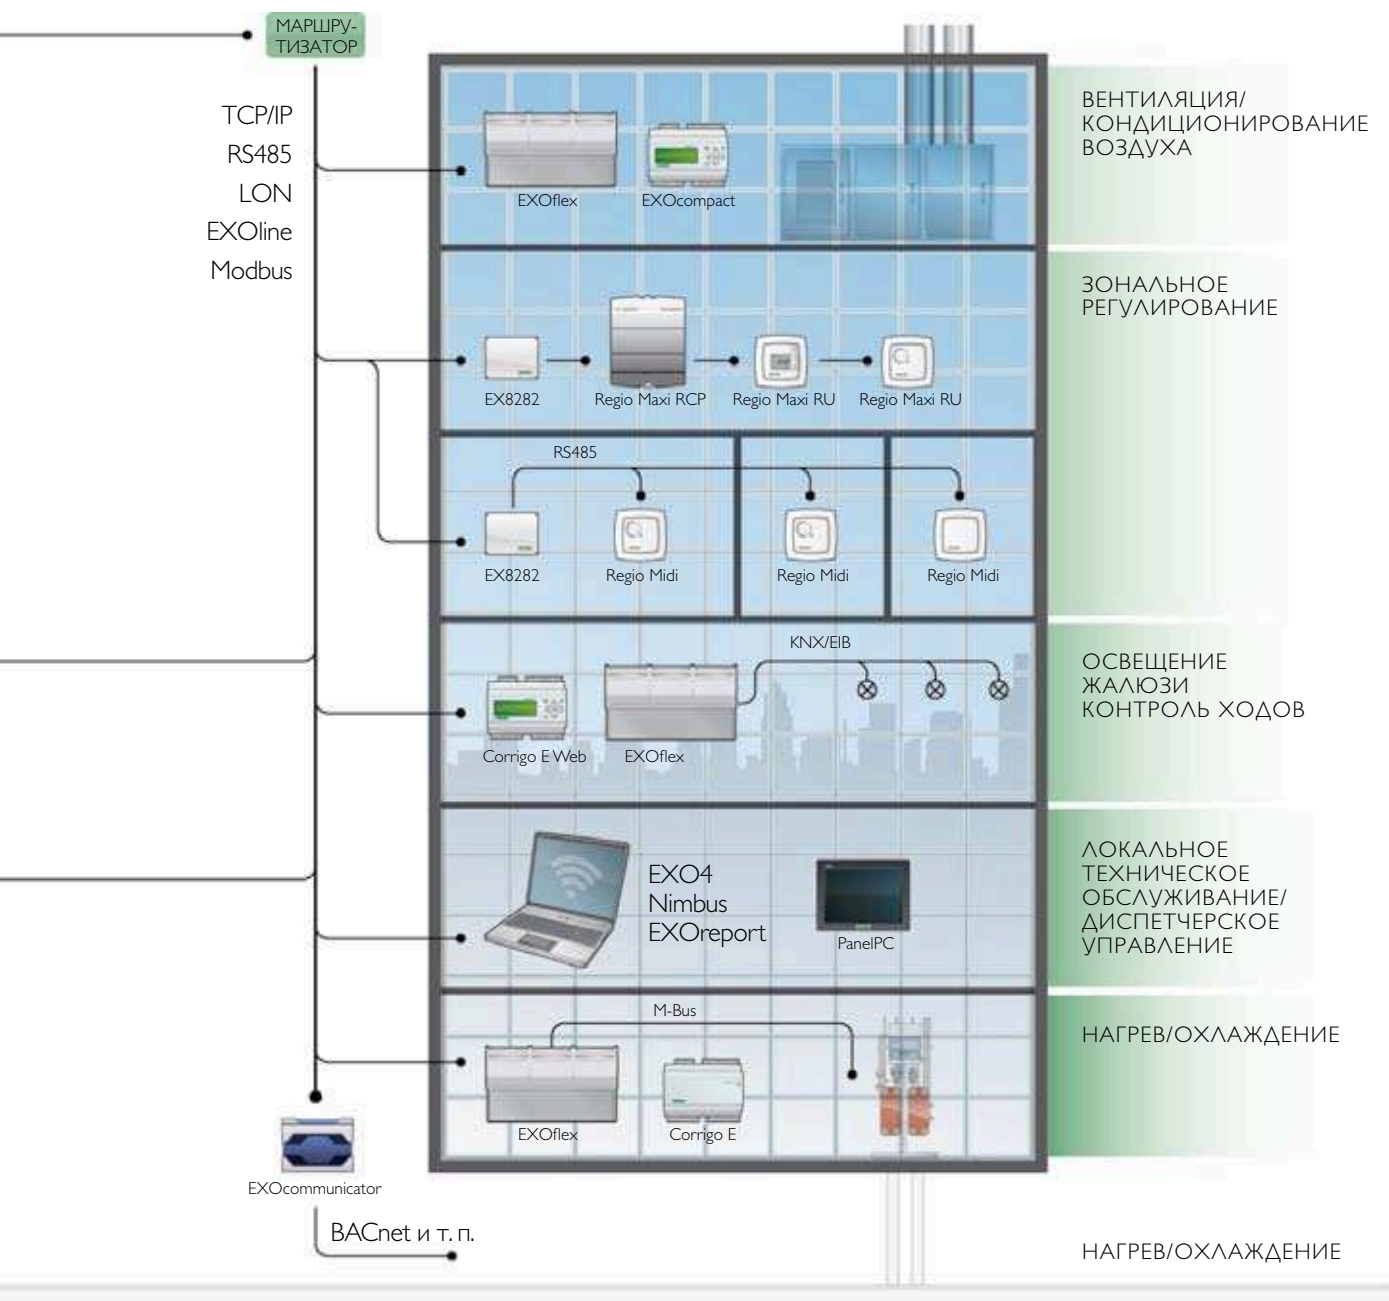 МАРШРУ-
ТИЗАТОР
TCP/IP
RS485
LON
EXOline
Modbus
EXOflex
EXOcompact
ВЕНТИЛЯЦИЯ/
КОНДИЦИОНИРОВАНИЕ
ВОЗДУХА
EX8282
Regio Maxi RCP
Regio Maxi RU
Regio Maxi RU
ЗОНАЛЬНОЕ
РЕГУЛИРОВАНИЕ
RS485
EX8282
Regio Midi
Regio Midi
Regio Midi
KNX/EIB
Corrigo E Web
EXOflex
ОСВЕЩЕНИЕ
ЖАЛЮЗИ
КОНТРОЛЬ ХОДОВ
EXO4
Nimbus
EXOreport
PanelPC
ЛОКАЛЬНОЕ
ТЕХНИЧЕСКОЕ
ОБСЛУЖИВАНИЕ/
ДИСПЕТЧЕРСКОЕ
УПРАВЛЕНИЕ
M-Bus
EXOflex
Corrigo E
НАГРЕВ/ОХЛАЖДЕНИЕ
EXOcommunicator
BACnet и т. п.
НАГРЕВ/ОХЛАЖДЕНИЕ